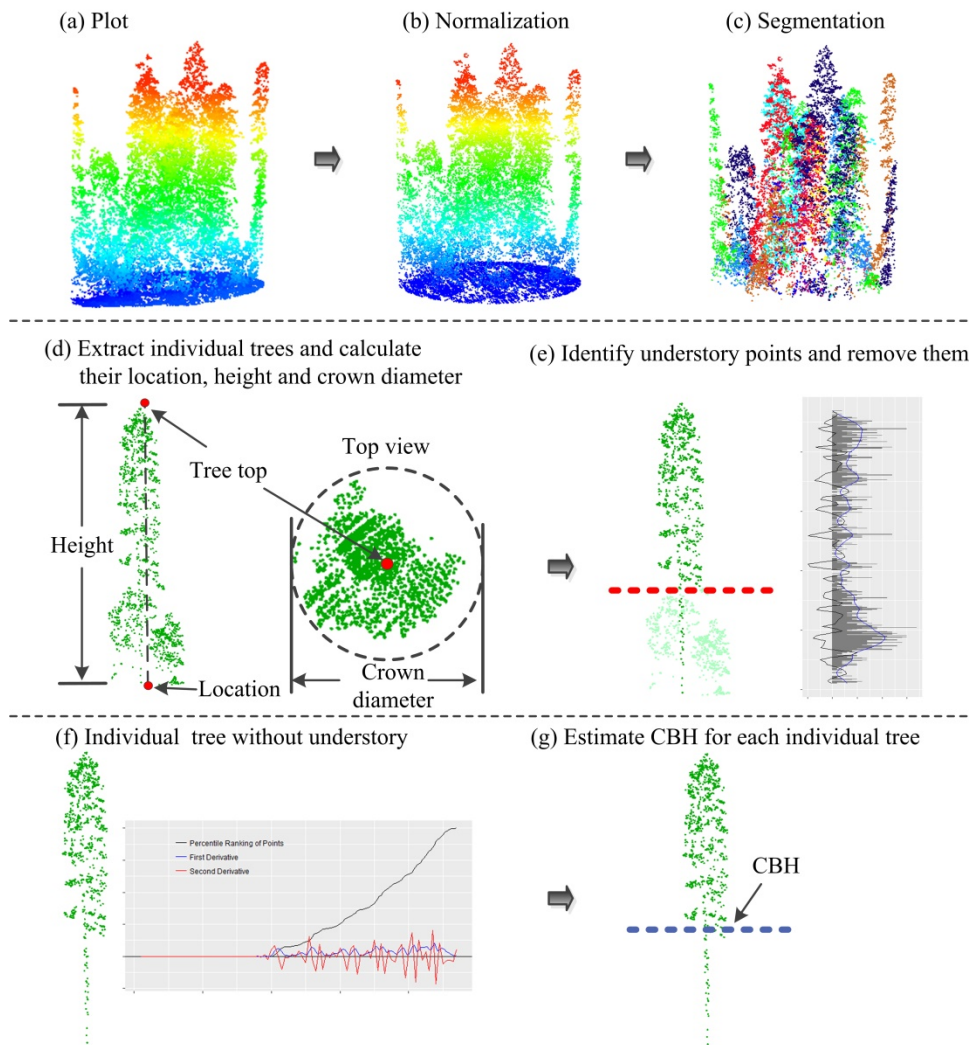 (a) Plot
(b) Normalization
(c) Segmentation
(d) Extract individual trees and calculate
their location, height and crown diameter
(e) Identify understory points and remove them
Top view
Tree top
Height
Location
Crown
diameter
(f) Individual tree without understory
(g) Estimate CBH for each individual tree
Percentile Ranking of Points
First Derivative
Second Derivative
CBH